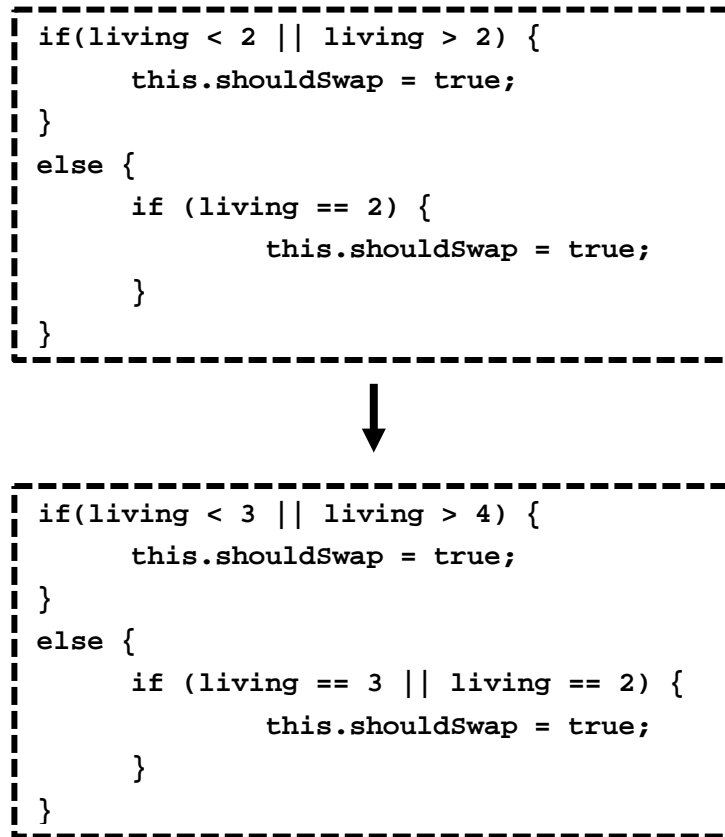 if(living < 2 || living > 2) {
this.shouldSwap = true;
}
else {
if (living == 2) {
this.shouldSwap = true;
}
}
if(living < 3 || living > 4) {
this.shouldSwap = true;
}
else {
if (living == 3 || living == 2) {
this.shouldSwap = true;
}
}